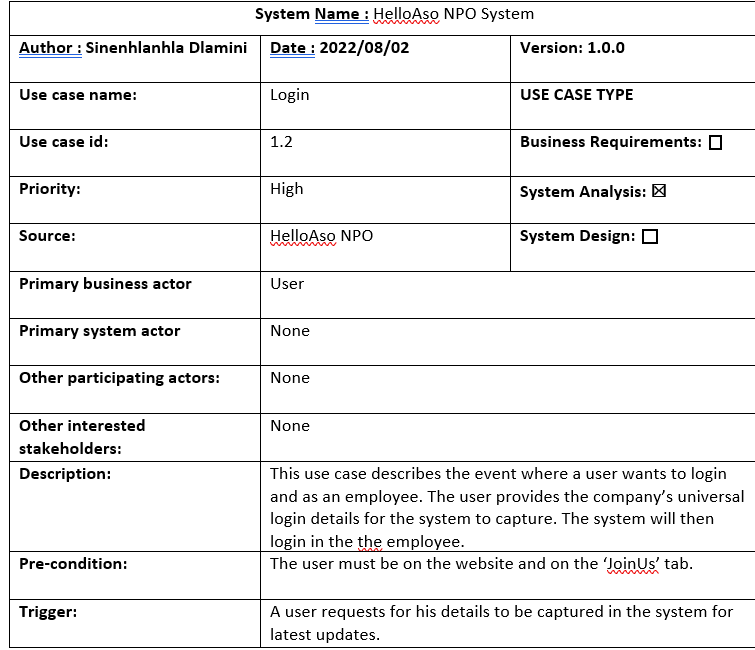 System Name : HelloAso NPO System
Author : Sinenhlanhla Dlamini Date : 2022/08/02 Version: 1.0.0
Use case name: Login USE CASE TYPE
Use case id: 1.2 Business Requirements: ☐
Priority: High System Analysis: ☒
Source: HelloAso NPO System Design: ☐
Primary business actor User
Primary system actor None
Other participating actors: None
Other interested stakeholders: None
Description: This use case describes the event where a user wants to login
and as an employee. The user provides the company’s universal
login details for the system to capture. The system will then
login in the the employee.
Pre-condition: The user must be on the website and on the ‘JoinUs’ tab.
Trigger: A user requests for his details to be captured in the system for
latest updates.